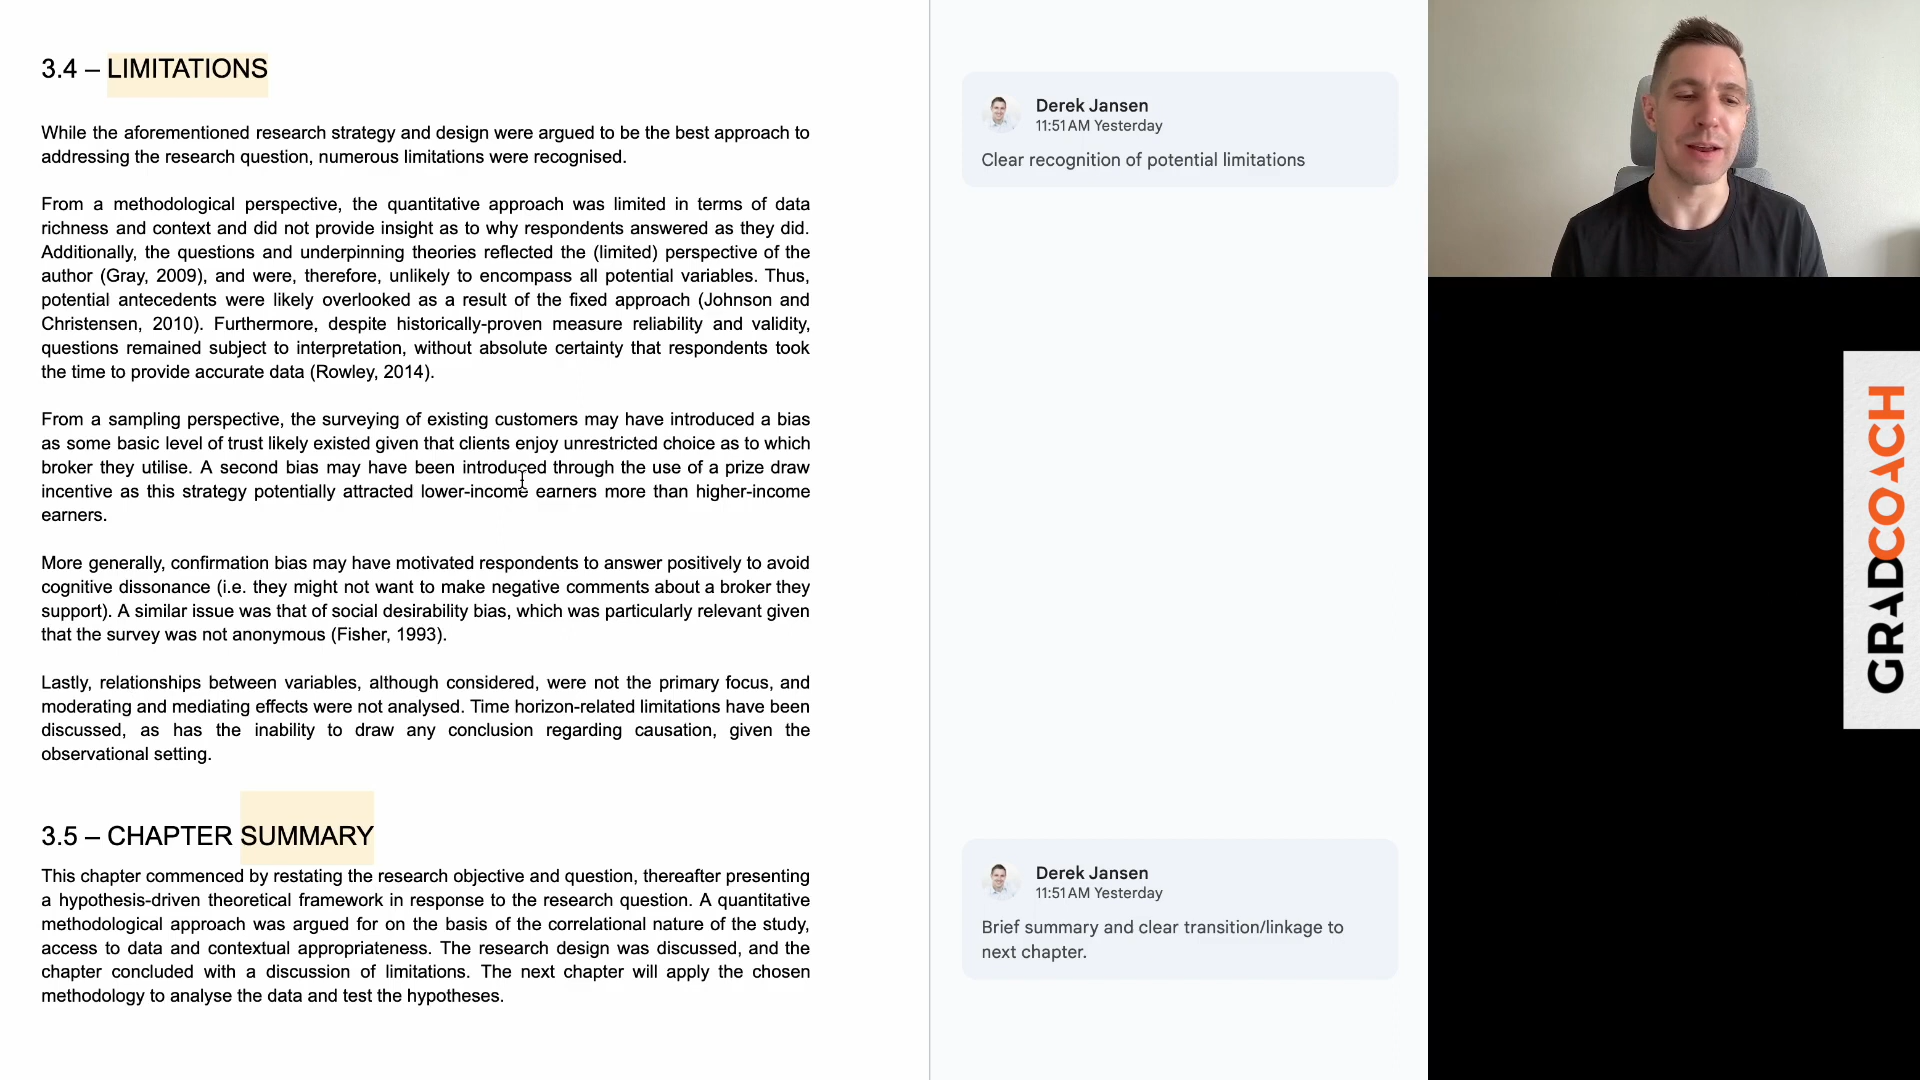 3.4 – LIMITATIONS
While the aforementioned research strategy and design were argued to be the best approach to
addressing the research question, numerous limitations were recognised.
From a methodological perspective, the quantitative approach was limited in terms of data
richness and context and did not provide insight as to why respondents answered as they did.
Additionally, the questions and underpinning theories reflected the (limited) perspective of the
author (Gray, 2009), and were, therefore, unlikely to encompass all potential variables. Thus,
potential antecedents were likely overlooked as a result of the fixed approach (Johnson and
Christensen, 2010). Furthermore, despite historically-proven measure reliability and validity,
questions remained subject to interpretation, without absolute certainty that respondents took
the time to provide accurate data (Rowley, 2014).
From a sampling perspective, the surveying of existing customers may have introduced a bias
as some basic level of trust likely existed given that clients enjoy unrestricted choice as to which
broker they utilise. A second bias may have been introduced through the use of a prize draw
incentive as this strategy potentially attracted lower-income earners more than higher-income
earners.
More generally, confirmation bias may have motivated respondents to answer positively to avoid
cognitive dissonance (i.e. they might not want to make negative comments about a broker they
support). A similar issue was that of social desirability bias, which was particularly relevant given
that the survey was not anonymous (Fisher, 1993).
Lastly, relationships between variables, although considered, were not the primary focus, and
moderating and mediating effects were not analysed. Time horizon-related limitations have been
discussed, as has the inability to draw any conclusion regarding causation, given the
observational setting.
3.5 – CHAPTER SUMMARY
This chapter commenced by restating the research objective and question, thereafter presenting
a hypothesis-driven theoretical framework in response to the research question. A quantitative
methodological approach was argued for on the basis of the correlational nature of the study,
access to data and contextual appropriateness. The research design was discussed, and the
chapter concluded with a discussion of limitations. The next chapter will apply the chosen
methodology to analyse the data and test the hypotheses.
Derek Jansen
11:51 AM Yesterday
Clear recognition of potential limitations
Derek Jansen
11:51 AM Yesterday
Brief summary and clear transition/linkage to
next chapter.
GRADCOACH